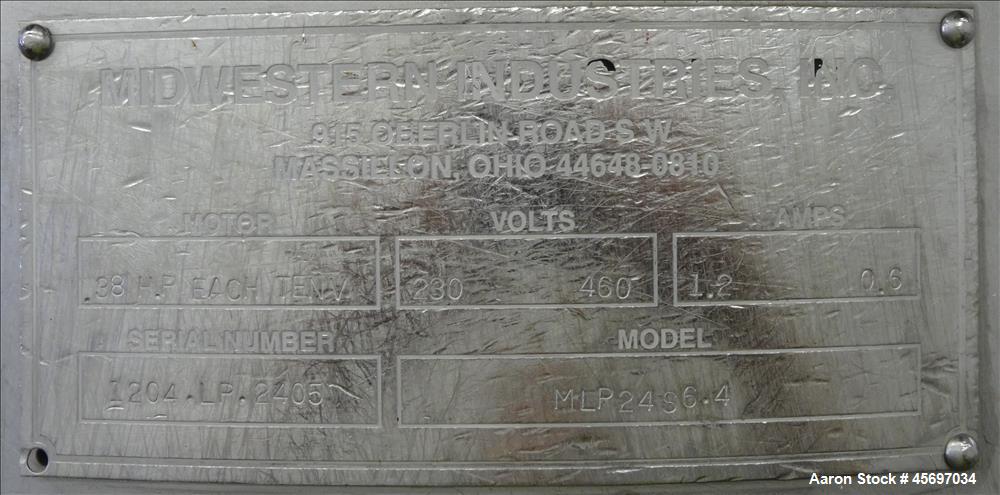 MIDWESTERN INDUSTRIES, INC.
915 OBERLIN ROAD S.W.
MASSILLON, OHIO 44648-0810
MOTOR VOLTS AMPS
38 H.P. EACH TENV 230 460 1.2 0.6
SERIAL NUMBER MODEL
1204.LP.2405 MLP24S6.4
Aaron Stock # 45697034